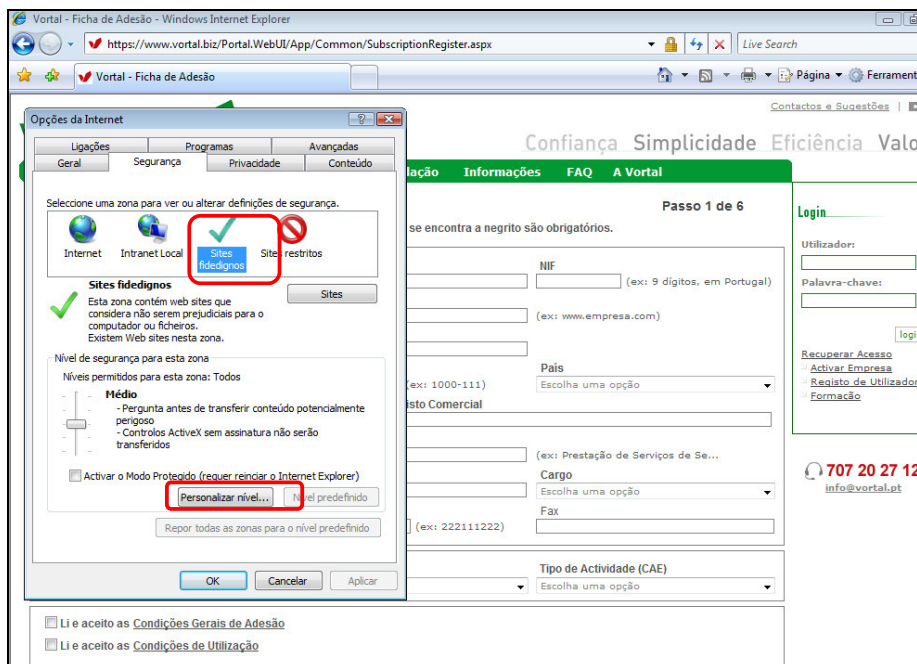 Vortal - Ficha de Adesão - Windows Internet Explorer
https://www.vortal.biz/Portal.WebUI/App/Common/SubscriptionRegister.aspx
Live Search
Vortal - Ficha de Adesão
Página
Ferrament
Contactos e Sugestões |
Confiança Simplicidade Eficiência Valo
lação Informações FAQ A Vortal
Opções da Internet
Ligações Programas Avançadas
Geral Segurança Privacidade Conteúdo
Seleccione uma zona para ver ou alterar definições de segurança.
Internet Intranet Local Sites fidedignos Sites restritos
Sites fidedignos
Esta zona contém web sites que
considera não serem prejudiciais para o
computador ou ficheiros.
Existem Web sites nesta zona.
Sites
Nível de segurança para esta zona
Níveis permitidos para esta zona: Todos
Médio
- Pergunta antes de transferir conteúdo potencialmente
perigoso
- Controlos ActiveX sem assinatura não serão
transferidos
Activar o Modo Protegido (requer reinciar o Internet Explorer)
Personalizar nível... Nível predefinido
Repor todas as zonas para o nível predefinido
OK Cancelar Aplicar
Passo 1 de 6
se encontra a negrito são obrigatórios.
NIF
(ex: 9 dígitos, em Portugal)
(ex: www.empresa.com)
País
(ex: 1000-111) Escolha uma opção
isto Comercial
(ex: Prestação de Serviços de Se...
Cargo
Escolha uma opção
Fax
(ex: 222111222)
Tipo de Actividade (CAE)
Escolha uma opção
Li e aceito as Condições Gerais de Adesão
Li e aceito as Condições de Utilização
Login
Utilizador:
Palavra-chave:
logi
Recuperar Acesso
Activar Empresa
Registo de Utilizador
Formação
707 20 27 12
info@vortal.pt